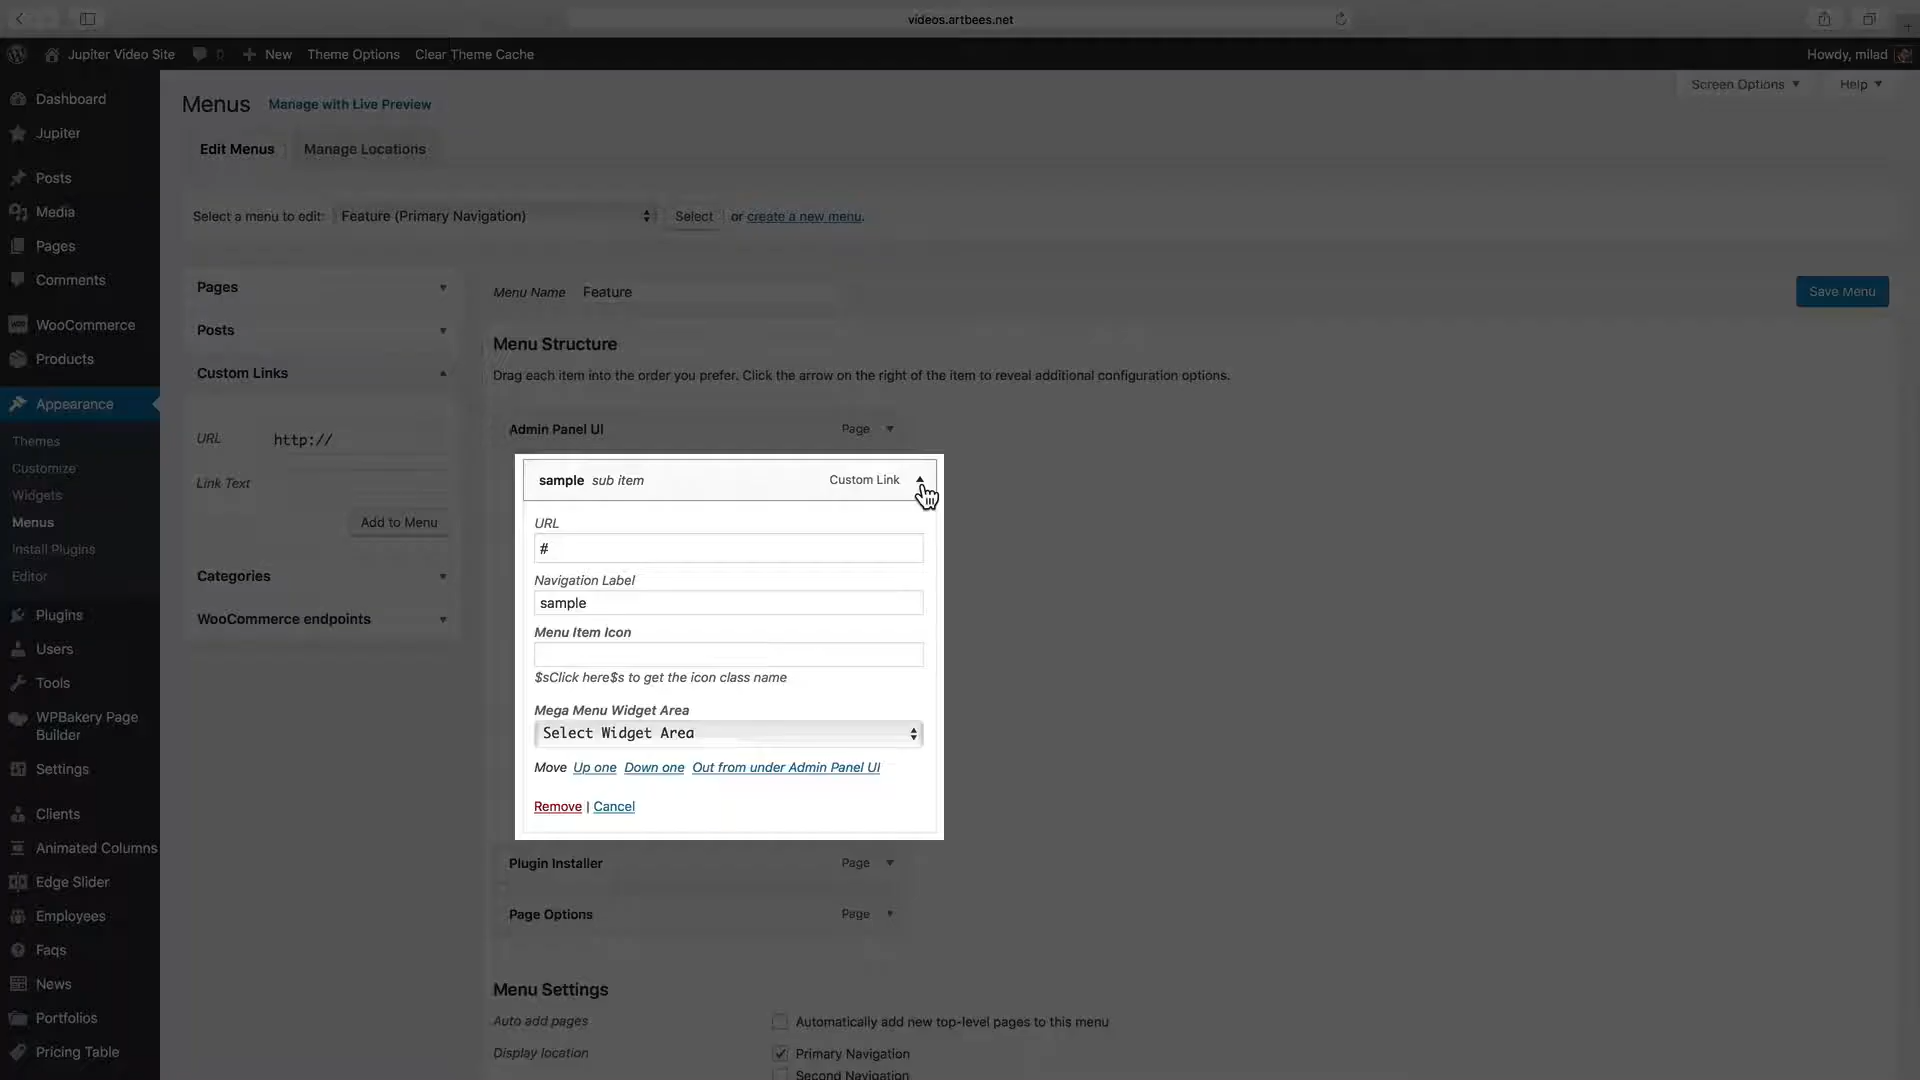 videos.artbees.net
Jupiter Video Site
0
New
Theme Options
Clear Theme Cache
Howdy, milad
Dashboard
Jupiter
Posts
Media
Pages
Comments
WooCommerce
Products
Appearance
Themes
Customize
Widgets
Menus
Install Plugins
Editor
Plugins
Users
Tools
WPBakery Page
Builder
Settings
Clients
Animated Columns
Edge Slider
Employees
Faqs
News
Portfolios
Pricing Table
Menus
Manage with Live Preview
Screen Options
Help
Edit Menus
Manage Locations
Select a menu to edit:
Feature (Primary Navigation)
Select
or create a new menu.
Pages
Posts
Custom Links
URL
http://
Link Text
Add to Menu
Categories
WooCommerce endpoints
Menu Name
Feature
Save Menu
Menu Structure
Drag each item into the order you prefer. Click the arrow on the right of the item to reveal additional configuration options.
Admin Panel UI
Page
sample sub item
Custom Link
URL
#
Navigation Label
sample
Menu Item Icon
$sClick here$s to get the icon class name
Mega Menu Widget Area
Select Widget Area
Move Up one Down one Out from under Admin Panel UI
Remove | Cancel
Plugin Installer
Page
Page Options
Page
Menu Settings
Auto add pages
Automatically add new top-level pages to this menu
Display location
Primary Navigation
Second Navigation